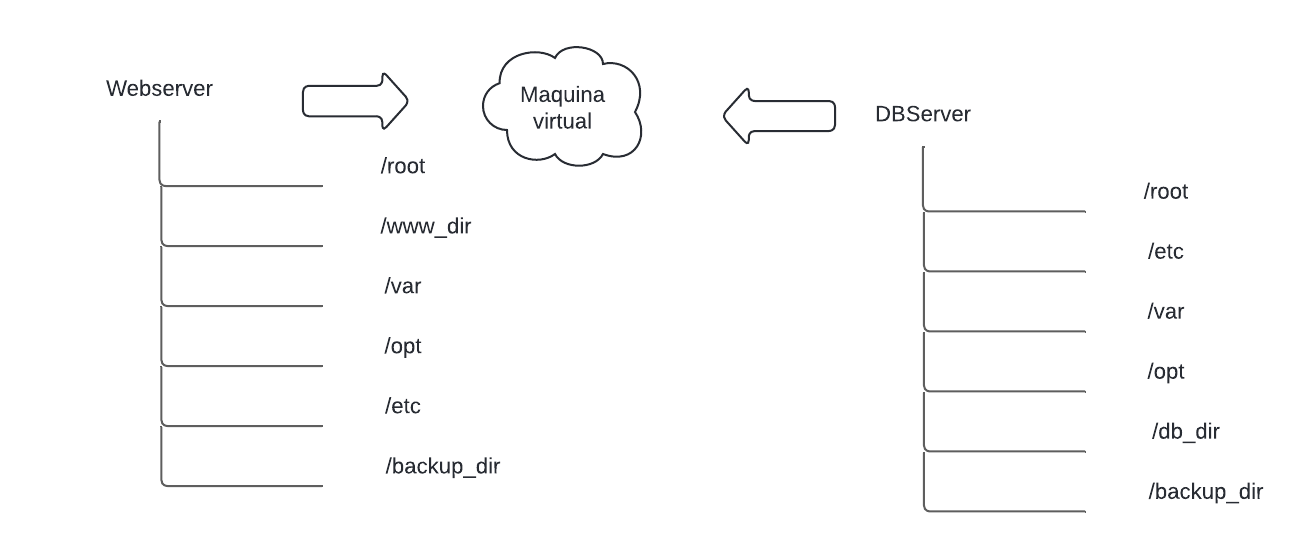 Webserver
/root
/www_dir
/var
/opt
/etc
/backup_dir
Maquina
virtual
DBServer
/root
/etc
/var
/opt
/db_dir
/backup_dir